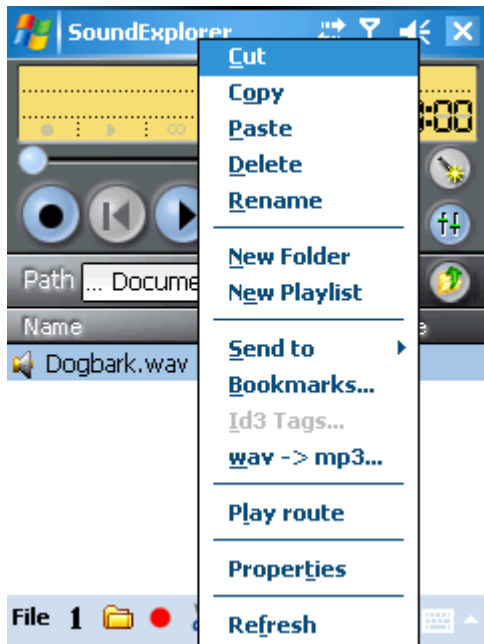 SoundExplorer
Cut
Copy
:00
Paste
Delete
Rename
New Folder
Path ... Docume
New Playlist
Name
Send to
Dogbark.wav
Bookmarks...
Id3 Tags...
wav -> mp3...
Play route
Properties
File 1
Refresh